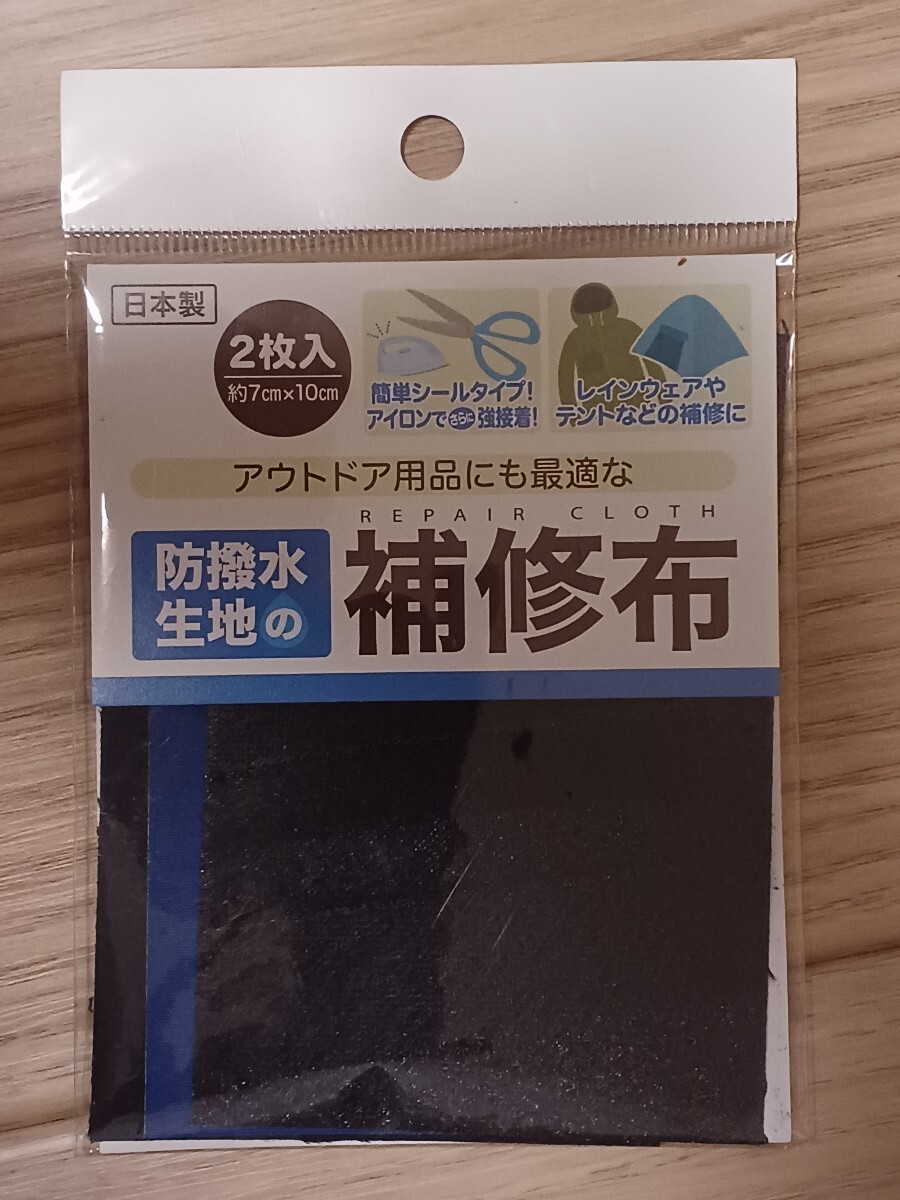 日本製
2枚入
約7cm×10cm
簡単シールタイプ!
アイロンでさらに強接着!
レインウェアや
テントなどの補修に
アウトドア用品にも最適な
REPAIR CLOTH
防撥水
生地の
補修布